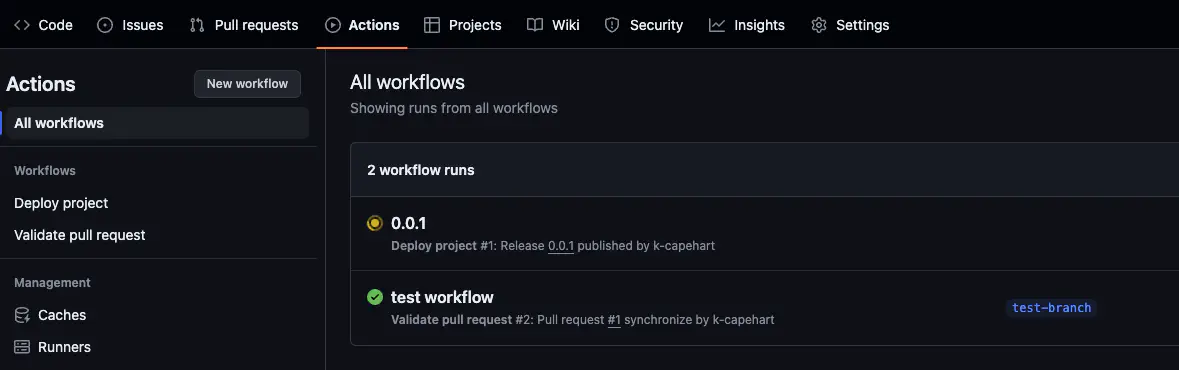 Code Issues Pull requests Actions Projects Wiki Security Insights Settings
Actions
New workflow
All workflows
Workflows
Deploy project
Validate pull request
Management
Caches
Runners
All workflows
Showing runs from all workflows
2 workflow runs
0.0.1
Deploy project #1: Release 0.0.1 published by k-capehart
test workflow
Validate pull request #2: Pull request #1 synchronize by k-capehart
test-branch